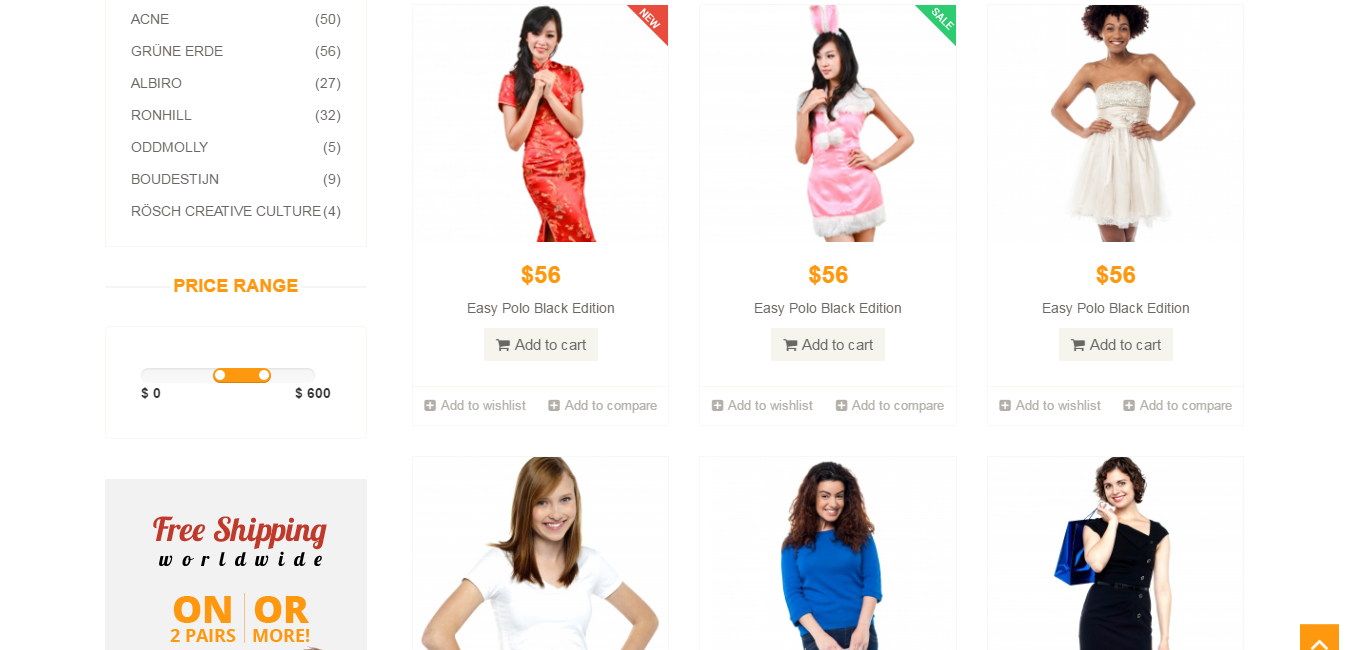 ACNE (50)
GRÜNE ERDE (56)
ALBIRO (27)
RONHILL (32)
ODDMOLLY (5)
BOUDESTIJN (9)
RÖSCH CREATIVE CULTURE (4)
PRICE RANGE
$ 0 $ 600
Free Shipping
worldwide
ON OR
2 PAIRS MORE!
NEW
$56
Easy Polo Black Edition
Add to cart
Add to wishlist Add to compare
SALE
$56
Easy Polo Black Edition
Add to cart
Add to wishlist Add to compare
$56
Easy Polo Black Edition
Add to cart
Add to wishlist Add to compare